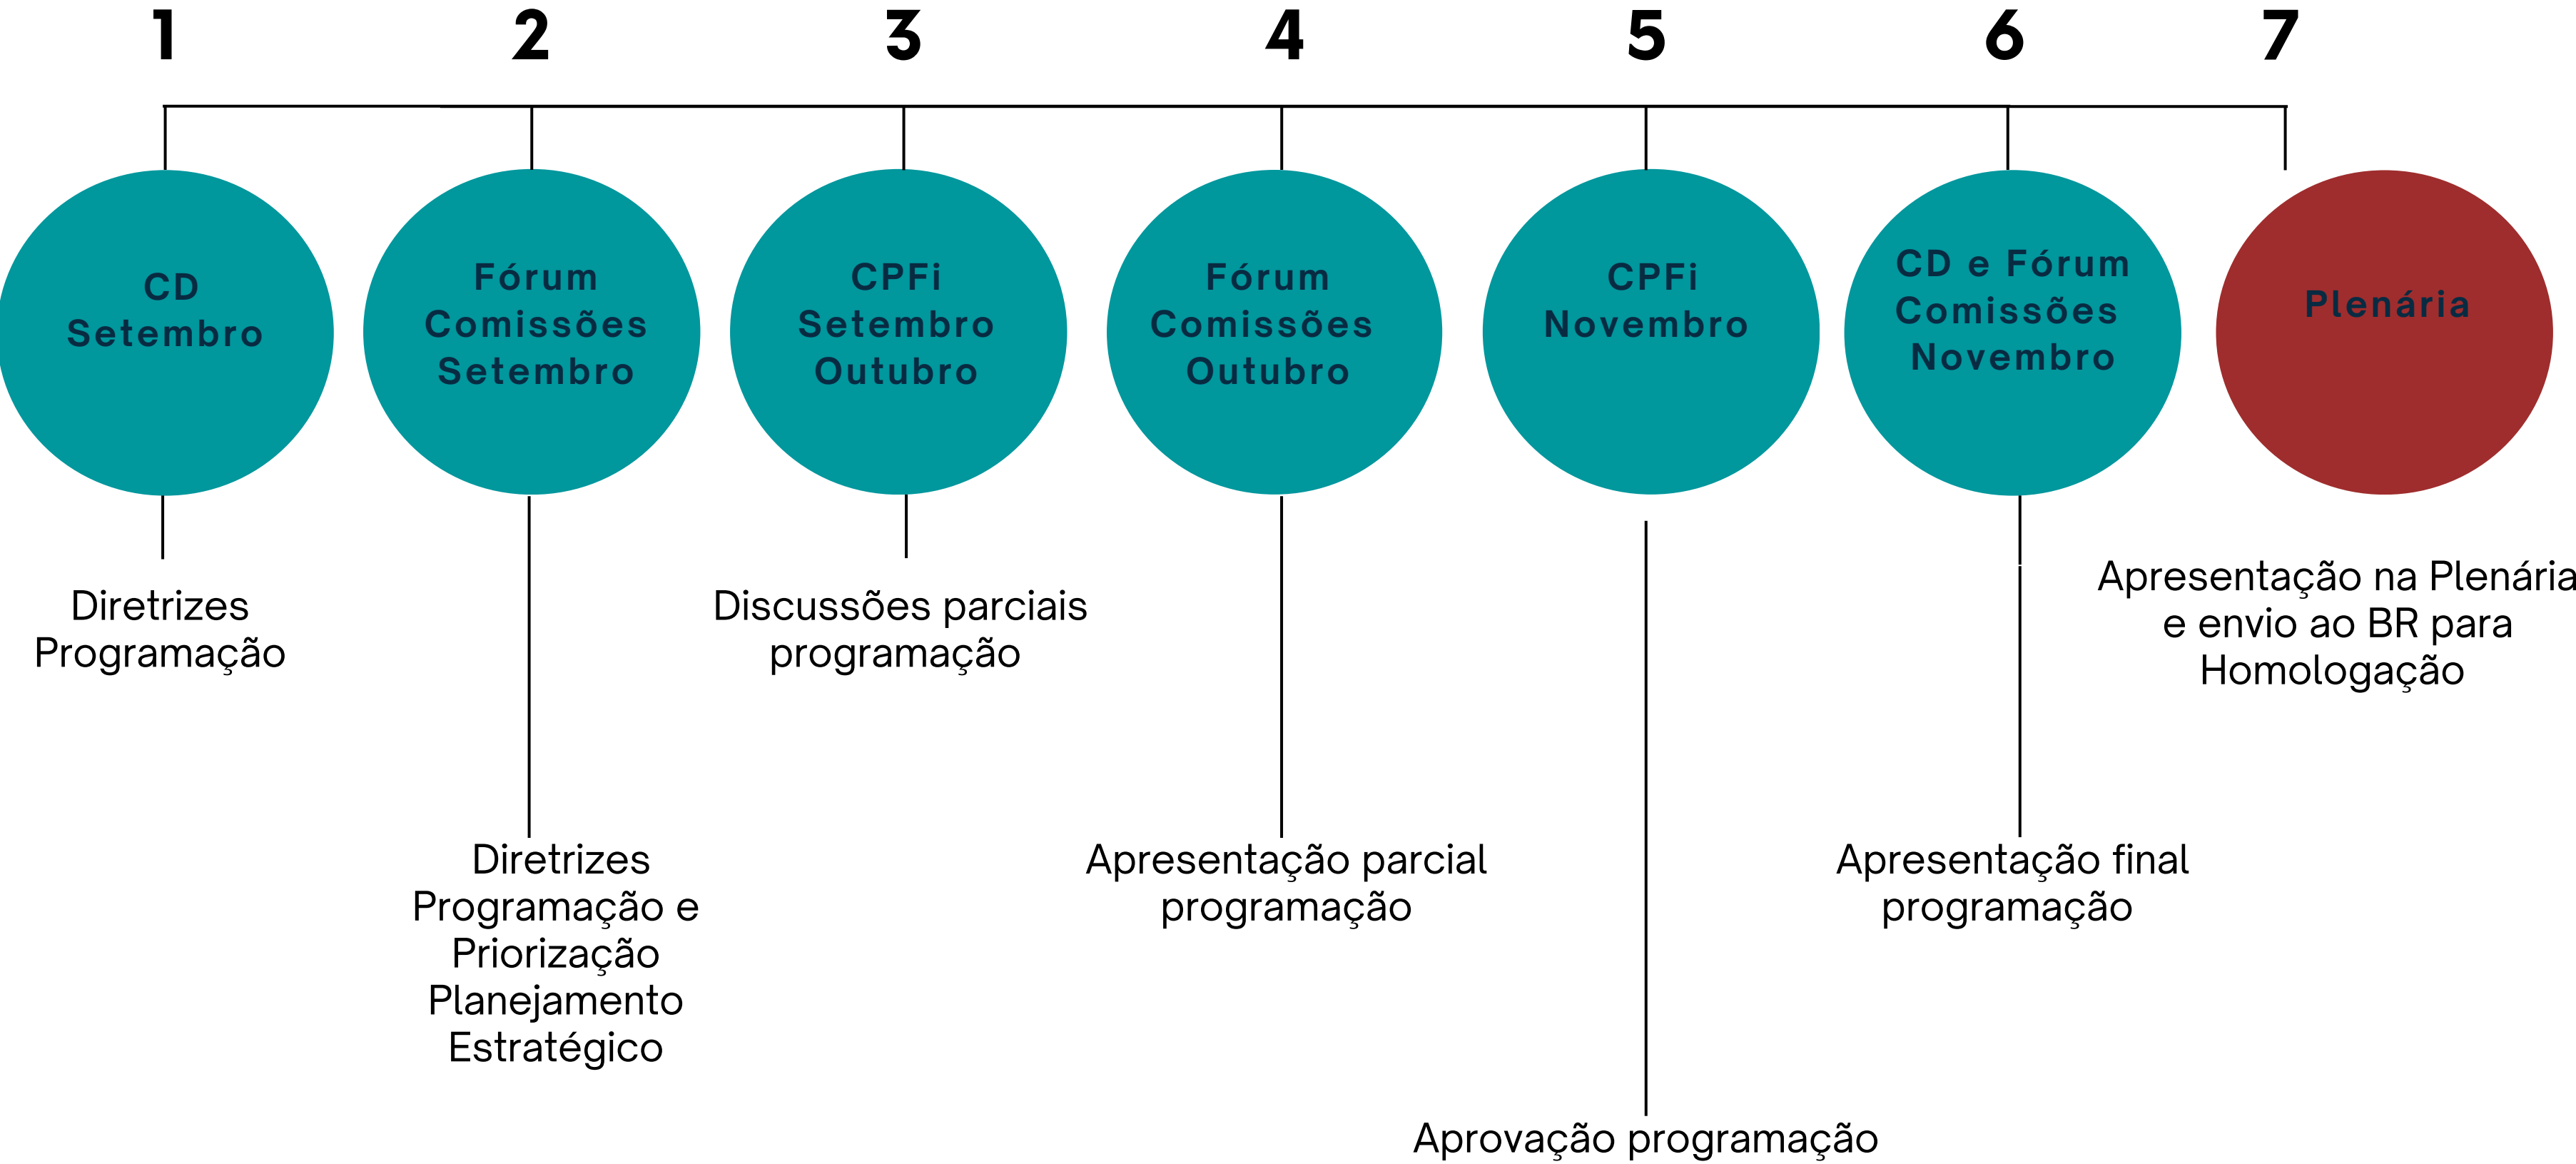 1
2
3
4
5
6
7
CD
Setembro
Fórum
Comissões
Setembro
CPFi
Setembro
Outubro
Fórum
Comissões
Outubro
CPFi
Novembro
CD e Fórum
Comissões
Novembro
Plenária
Diretrizes
Programação
Diretrizes
Programação e
Priorização
Planejamento
Estratégico
Discussões parciais
programação
Apresentação parcial
programação
Aprovação programação
Apresentação final
programação
Apresentação na Plenária
e envio ao BR para
Homologação